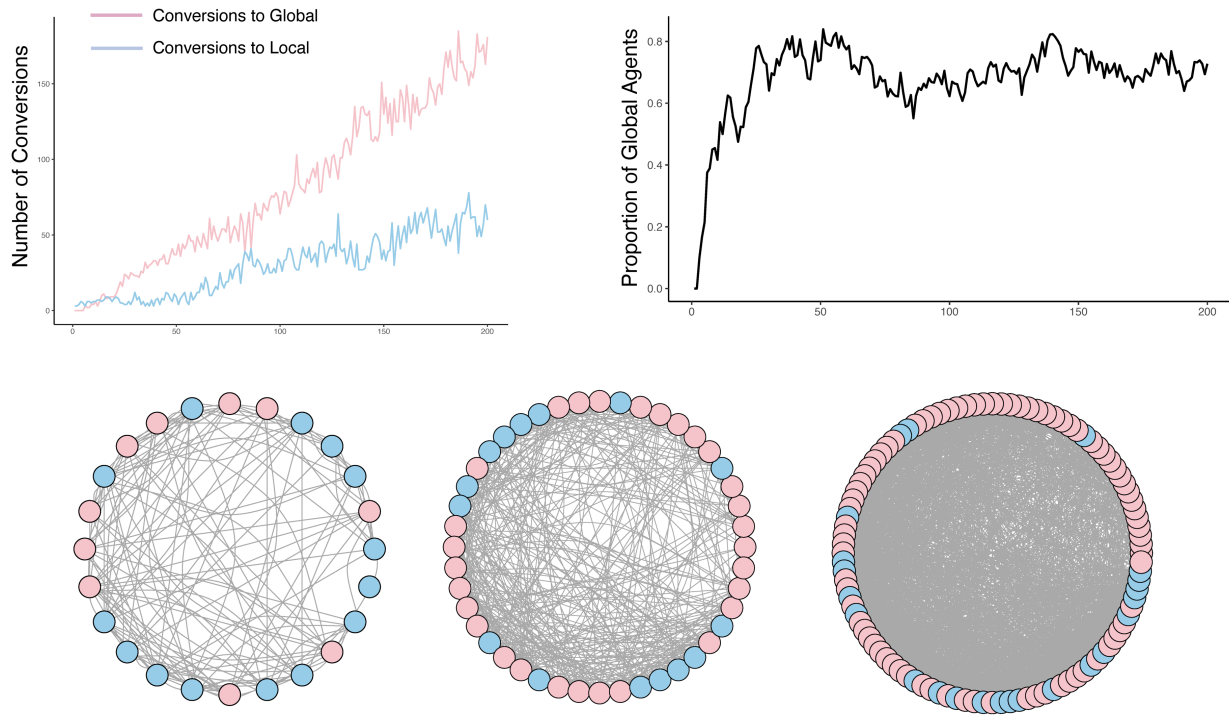 Conversions to Global
Conversions to Local
Number of Conversions
150
100
50
0
0 50 100 150 200
Proportion of Global Agents
0.8
0.6
0.4
0.2
0.0
0 50 100 150 200